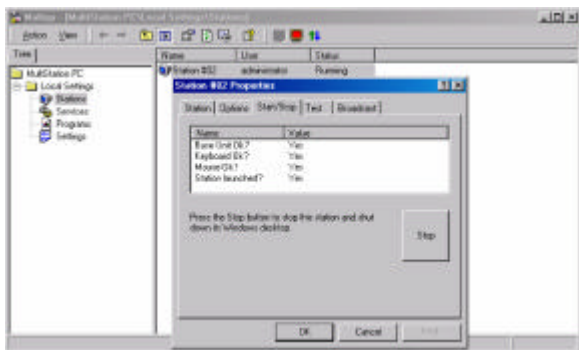 MultiStation PC\Local Settings\Stations]
Action View
Tree
Name User Status
MultiStation PC
Local Settings
Stations
Services
Programs
Settings
Station #02 administrator Running
Station #02 Properties
Station Options Start/Stop Test Broadcast
Name Value
Base Unit Ok? Yes
Keyboard Ok? Yes
Mouse Ok? Yes
Station launched? Yes
Press the Stop button to stop this station and shut
down its Windows desktop.
Stop
OK Cancel